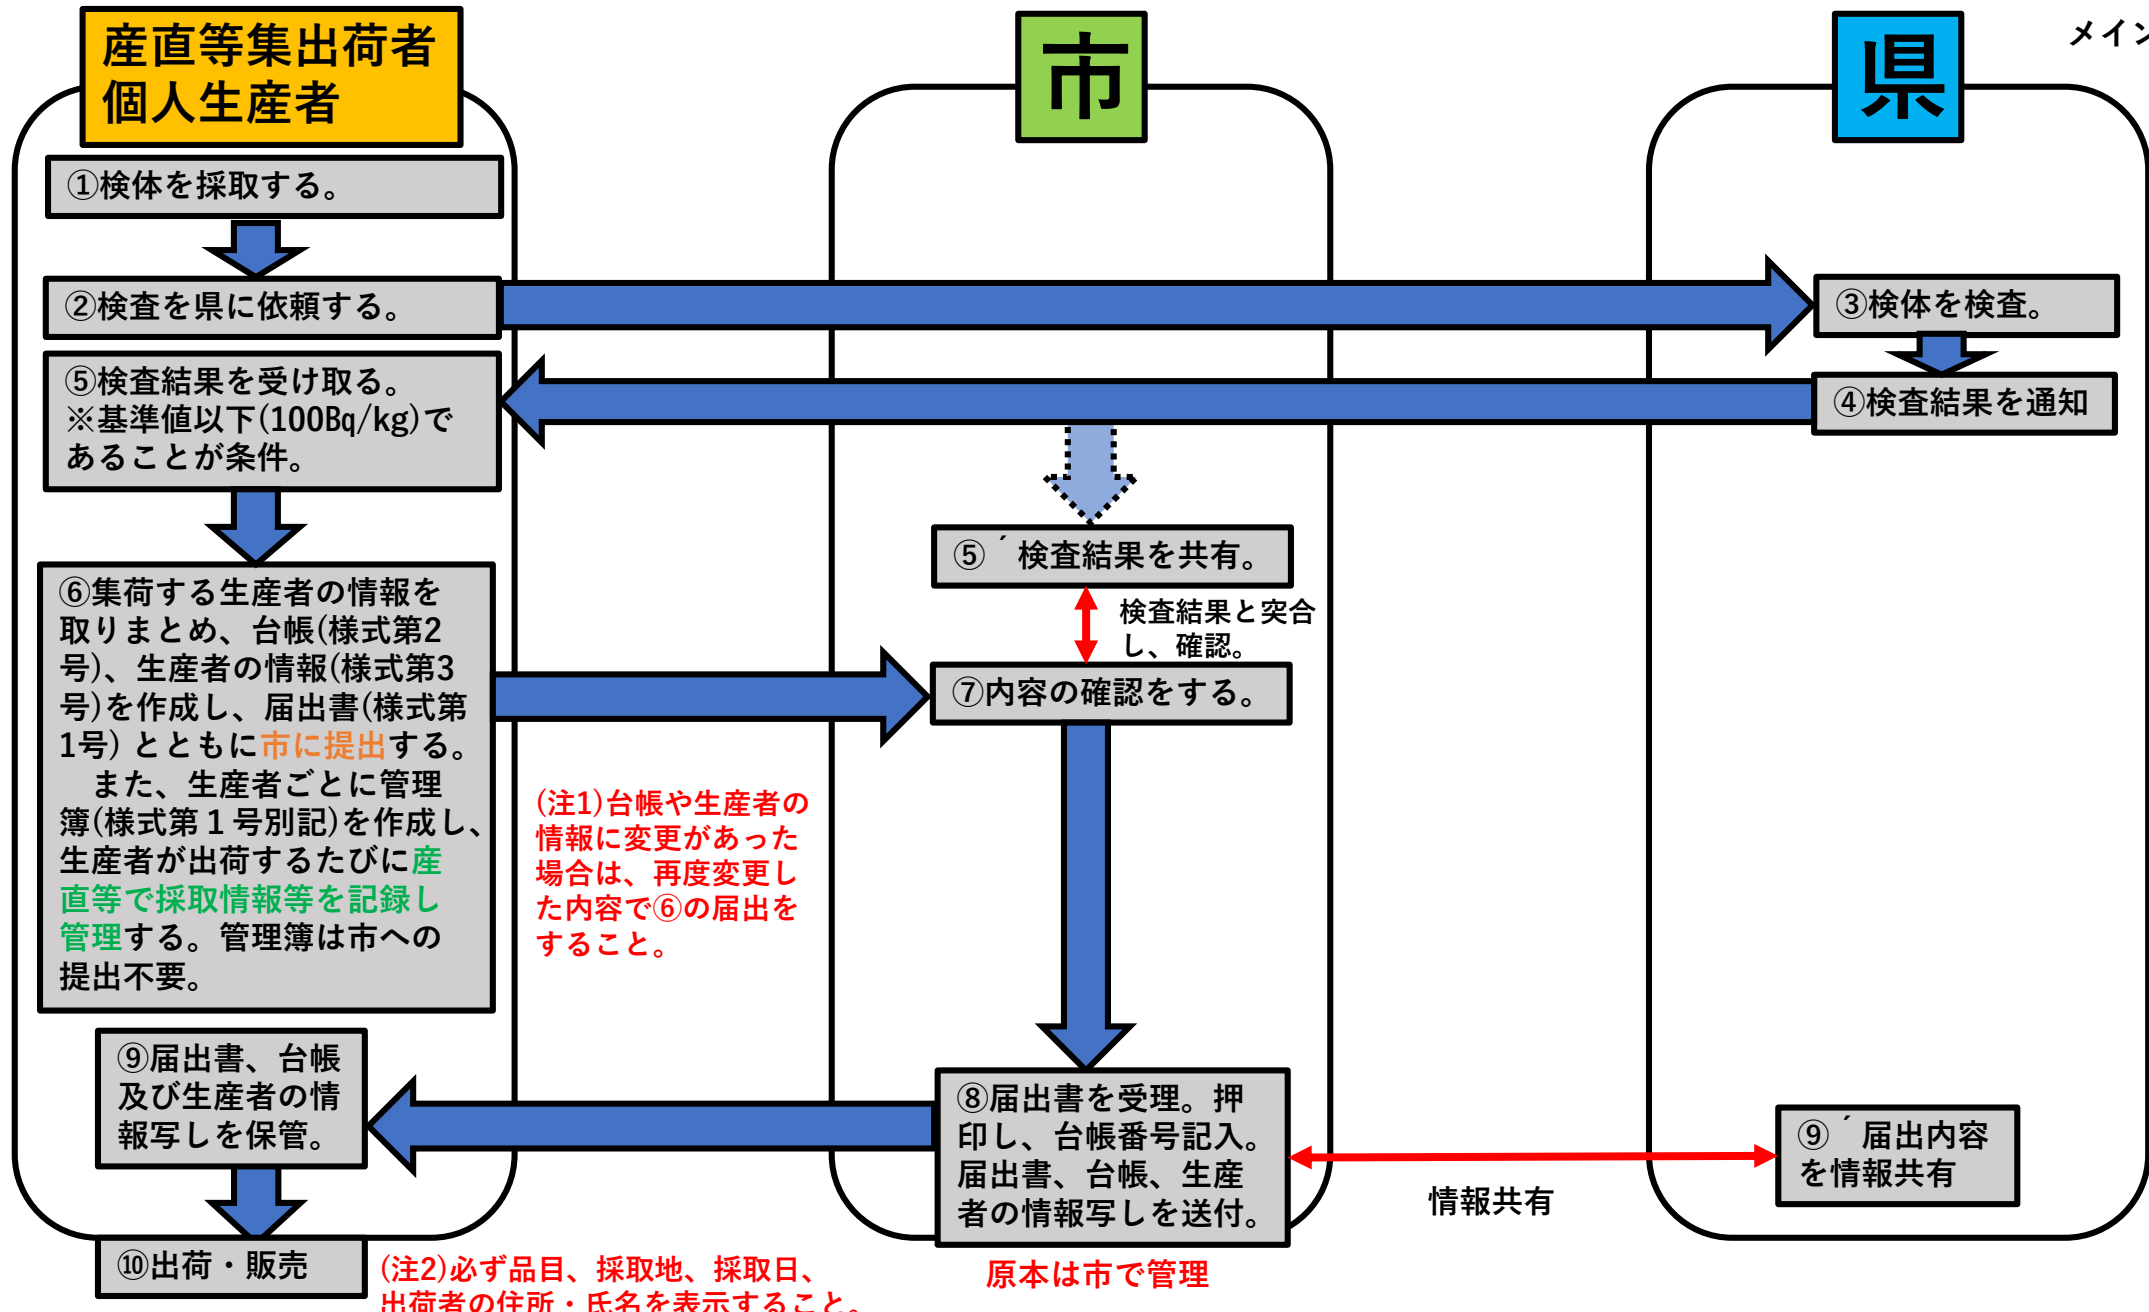 産直等集出荷者
個人生産者
市
県
メイン
①検体を採取する。
②検査を県に依頼する。
③検体を検査。
④検査結果を通知
⑤検査結果を受け取る。
※基準値以下(100Bq/kg)で
あることが条件。
⑤´検査結果を共有。
検査結果と突合
し、確認。
⑥集荷する生産者の情報を
取りまとめ、台帳(様式第2
号)、生産者の情報(様式第3
号)を作成し、届出書(様式第
1号) とともに市に提出する。
また、生産者ごとに管理
簿(様式第１号別記)を作成し、
生産者が出荷するたびに産
直等で採取情報等を記録し
管理する。管理簿は市への
提出不要。
⑦内容の確認をする。
(注1)台帳や生産者の
情報に変更があった
場合は、再度変更し
た内容で⑥の届出を
すること。
⑧届出書を受理。押
印し、台帳番号記入。
届出書、台帳、生産
者の情報写しを送付。
原本は市で管理
⑨届出書、台帳
及び生産者の情
報写しを保管。
⑨´届出内容
を情報共有
情報共有
⑩出荷・販売
(注2)必ず品目、採取地、採取日、
出荷者の住所・氏名を表示すること。